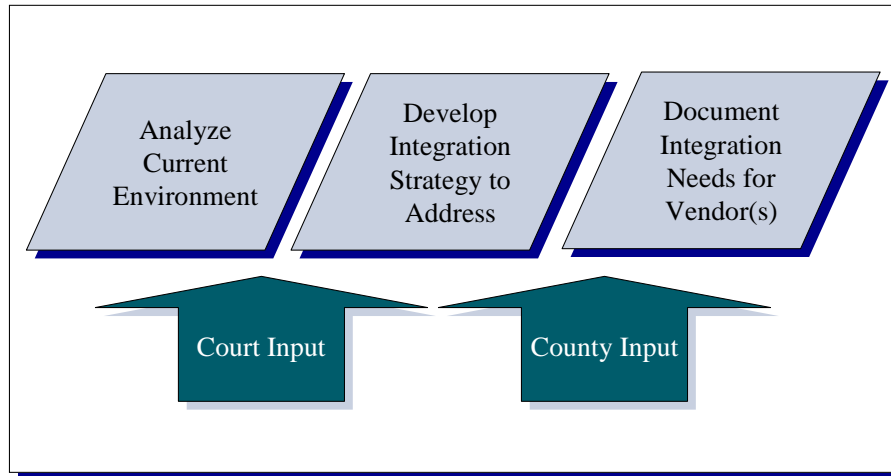 Analyze
Current
Environment
Develop
Integration
Strategy to
Address
Document
Integration
Needs for
Vendor(s)
Court Input
County Input